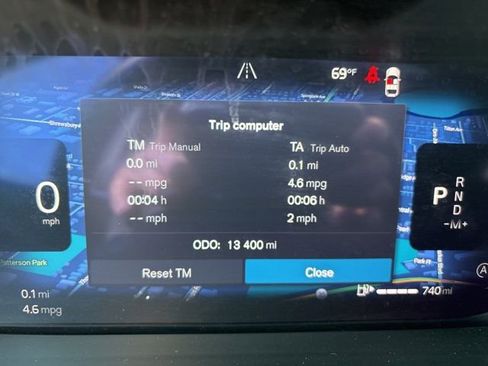 69°F
Trip computer
TM Trip Manual TA Trip Auto
0.0 mi 0.1 mi
-- mpg 4.6 mpg
00:04 h 00:06 h
-- mph 2 mph
ODO: 13 400 mi
Reset TM Close
0
mph
P R
N
D
-M+
Patterson Park
0.1 mi
4.6 mpg
A
740 mi